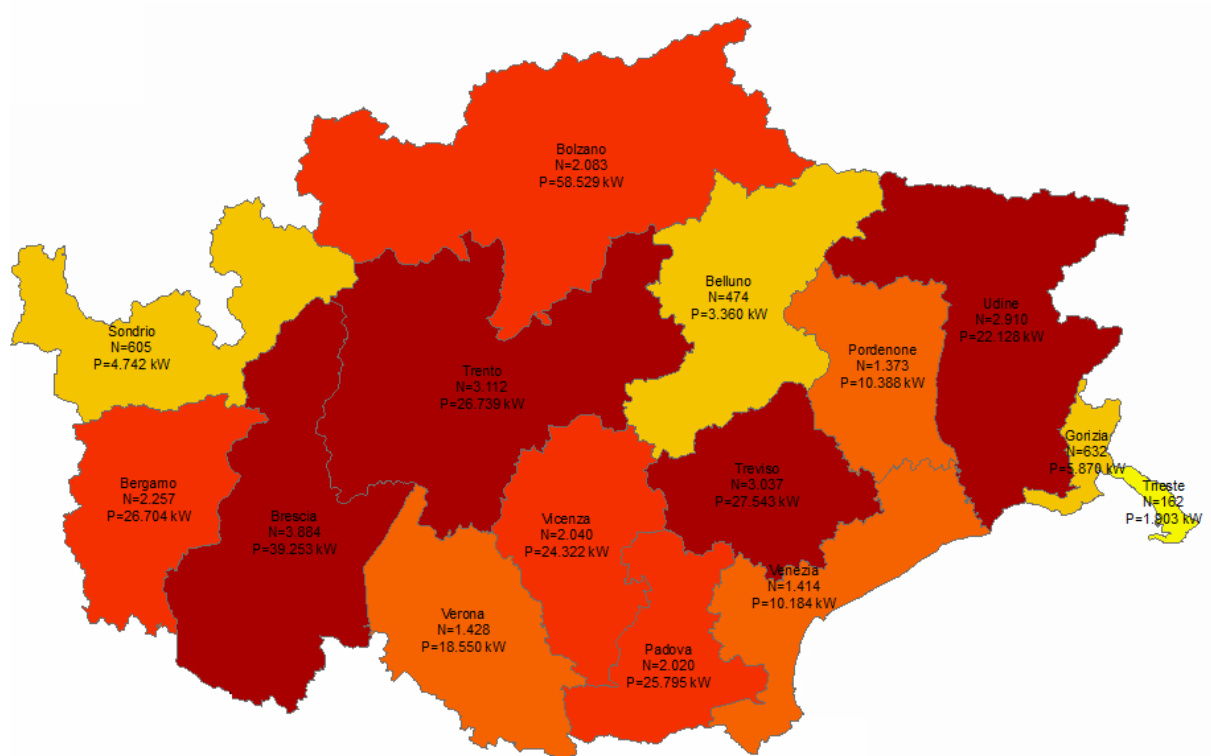 Bolzano
N=2.083
P=58.529 kW
Belluno
N=474
P=3.360 kW
Udine
N=2.910
P=22.128 kW
Sondrio
N=605
P=4.742 kW
Pordenone
N=1.373
P=10.388 kW
Trento
N=3.112
P=26.739 kW
Gorizia
N=632
P=5.870 kW
Treviso
N=3.037
P=27.543 kW
Trieste
N=162
P=1.903 kW
Bergamo
N=2.257
P=26.704 kW
Brescia
N=3.884
P=39.253 kW
Vicenza
N=2.040
P=24.322 kW
Venezia
N=1.414
P=10.184 kW
Verona
N=1.428
P=18.550 kW
Padova
N=2.020
P=25.795 kW